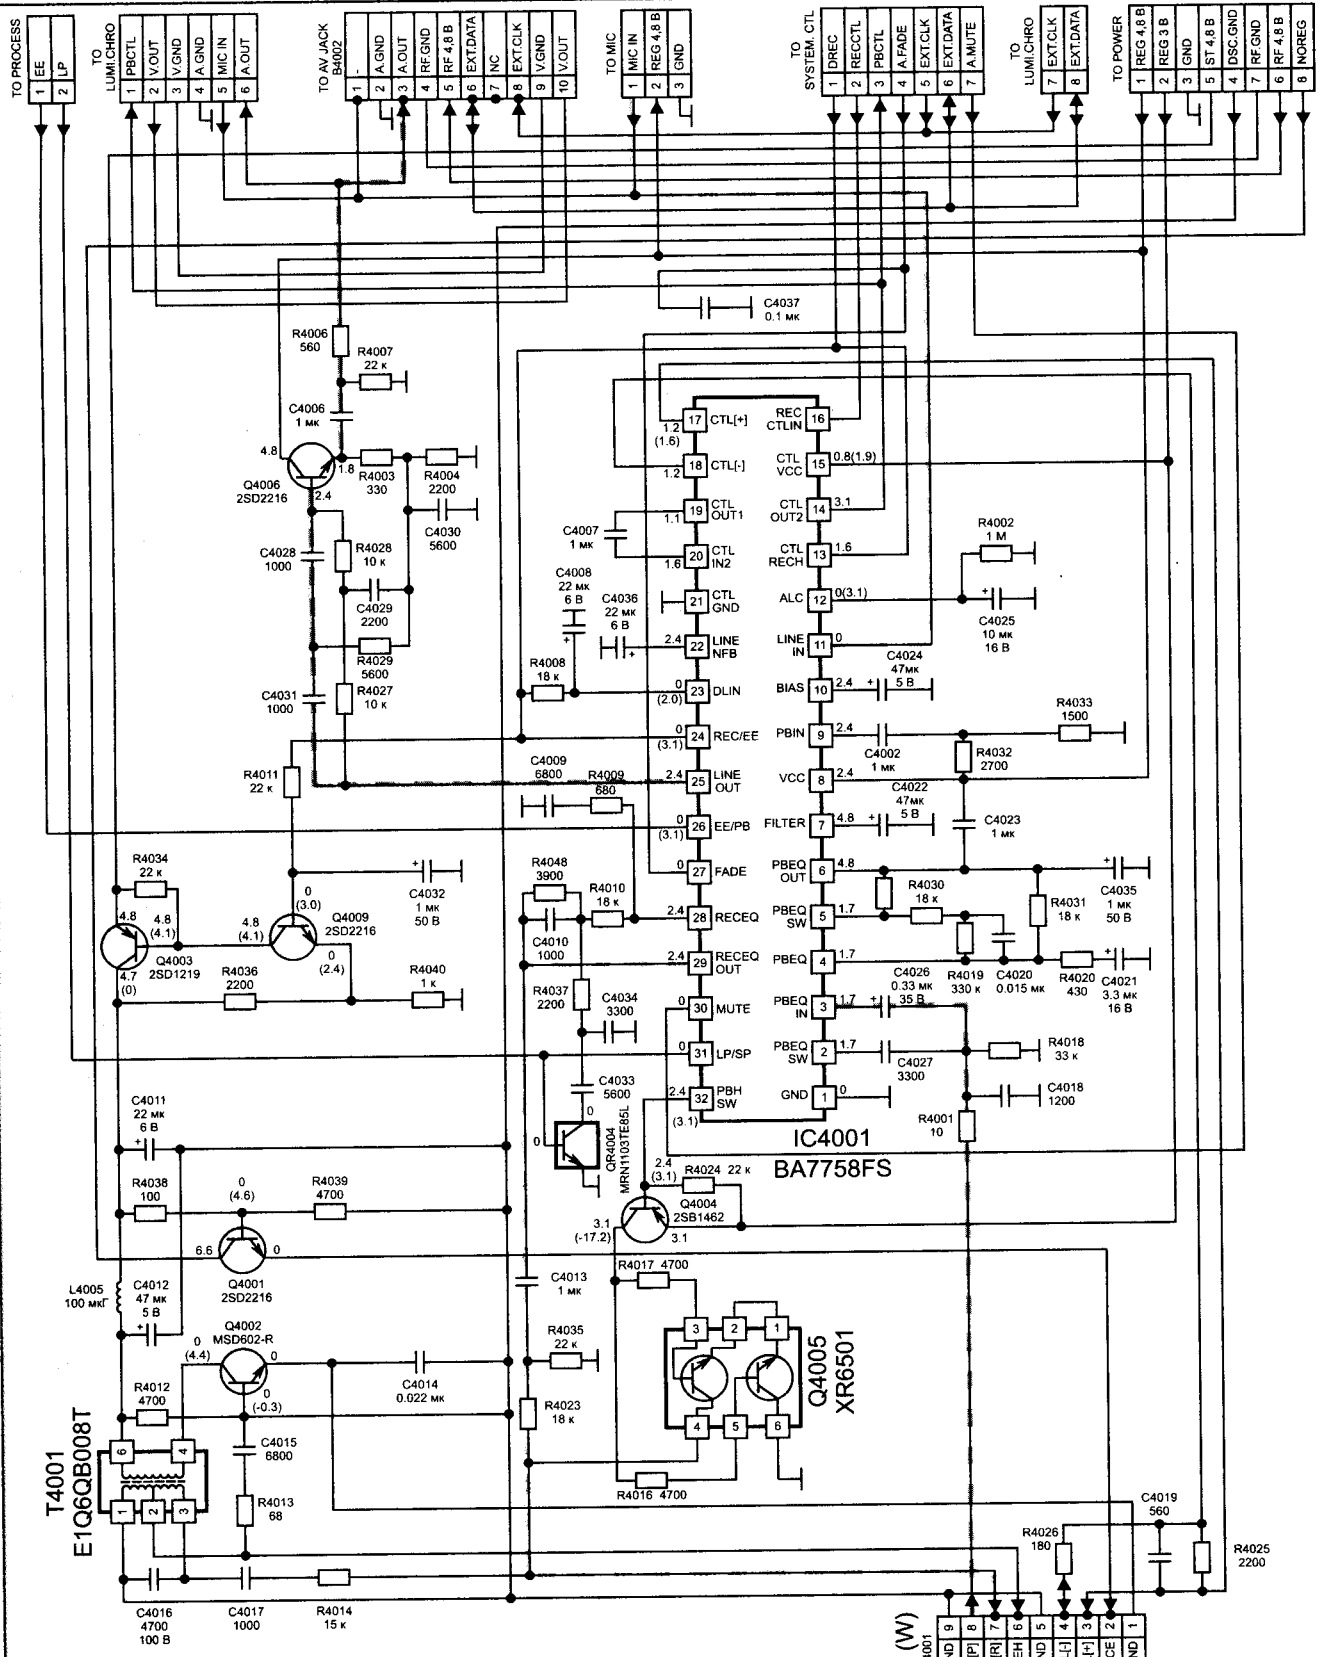 TO PROCESS
EE
LP
1
2
TO
LUMI.CHRO
PBCTL
V.OUT
V.GND
A.GND
MIC IN
A.OUT
1
2
3
4
5
6
TO AV JACK
B4002
-
A.GND
A.OUT
RF.GND
RF 4,8 B
EXT.DATA
NC
EXT.CLK
V.GND
V.OUT
1
2
3
4
5
6
7
8
9
10
TO MIC
MIC IN
REG 4,8 B
GND
1
2
3
TO
SYSTEM. CTL
DREC
RECCTL
PBCTL
A.FADE
EXT.CLK
EXT.DATA
A.MUTE
1
2
3
4
5
6
7
TO
LUMI.CHRO
EXT.CLK
EXT.DATA
7
8
TO POWER
REG 4,8 B
REG 3 B
GND
ST 4,8 B
DSC.GND
RF.GND
RF 4,8 B
NOREG
1
2
3
5
4
7
6
8
C4037
0.1 мк
R4006
560
R4007
22 к
C4006
1 мк
4.8
1.8
2.4
Q4006
2SD2216
R4003
330
R4004
2200
C4030
5600
C4028
1000
R4028
10 к
C4029
2200
R4029
5600
C4031
1000
R4027
10 к
C4007
1 мк
C4008
22 мк
6 В
C4036
22 мк
6 В
R4008
18 к
17 CTL[+]
1.2
(1.6)
18 CTL[-]
1.2
19 CTL
OUT1
1.1
20 CTL
IN2
1.6
21 CTL
GND
22 LINE
NFB
2.4
23 DLIN
0
(2.0)
24 REC/EE
0
(3.1)
25 LINE
OUT
2.4
26 EE/PB
0
(3.1)
27 FADE
0
28 RECEQ
2.4
29 RECEQ
OUT
2.4
30 MUTE
0
31 LP/SP
0
32 PBH
SW
2.4
(3.1)
REC
CTLIN 16
CTL
VCC 15
0.8(1.9)
CTL
OUT2 14
3.1
CTL
RECH 13
1.6
ALC 12
0(3.1)
LINE
IN 11
0
BIAS 10
2.4
PBIN 9
2.4
VCC 8
2.4
FILTER 7
4.8
PBEQ
OUT 6
4.8
PBEQ
SW 5
1.7
PBEQ 4
1.7
PBEQ
IN 3
1.7
PBEQ
SW 2
1.7
GND 1
0
IC4001
BA7758FS
R4002
1 М
+
C4025
10 мк
16 В
C4024
47мк
5 В
R4033
1500
C4002
1 мк
R4032
2700
C4022
47мк
5 В
C4023
1 мк
R4030
18 к
R4031
18 к
C4035
1 мк
50 В
C4026
0.33 мк
35 В
R4019
330 к
C4020
0.015 мк
R4020
430
C4021
3.3 мк
16 В
C4027
3300
R4018
33 к
C4018
1200
R4001
10
R4011
22 к
C4009
6800
R4009
680
R4034
22 к
C4032
1 мк
50 В
0
(3.0)
4.8
4.8
(4.1)
4.8
(4.1)
Q4009
2SD2216
0
(2.4)
Q4003
2SD1219
4.7
(0)
R4036
2200
R4040
1 к
R4048
3900
R4010
18 к
C4010
1000
R4037
2200
C4034
3300
C4033
5600
0
0
QR4004
MRN1103TE85L
C4011
22 мк
6 В
R4038
100
0
(4.6)
R4039
4700
6.6
0
Q4001
2SD2216
2.4
(3.1)
R4024 22 к
Q4004
2SB1462
3.1
(-17.2)
3.1
L4005
100 мкГ
C4012
47 мк
5 В
Q4002
MSD602-R
0
(4.4)
0
0
(-0.3)
C4014
0.022 мк
R4012
4700
C4013
1 мк
R4035
22 к
R4023
18 к
R4017 4700
3
2
1
4
5
6
Q4005
XR6501
R4016 4700
T4001
E1Q6QB008T
6
4
1
2
3
C4015
6800
R4013
68
C4016
4700
100 В
C4017
1000
R4014
15 к
C4019
560
R4026
180
R4025
2200
(W)
9
8
7
6
5
4
3
2
1